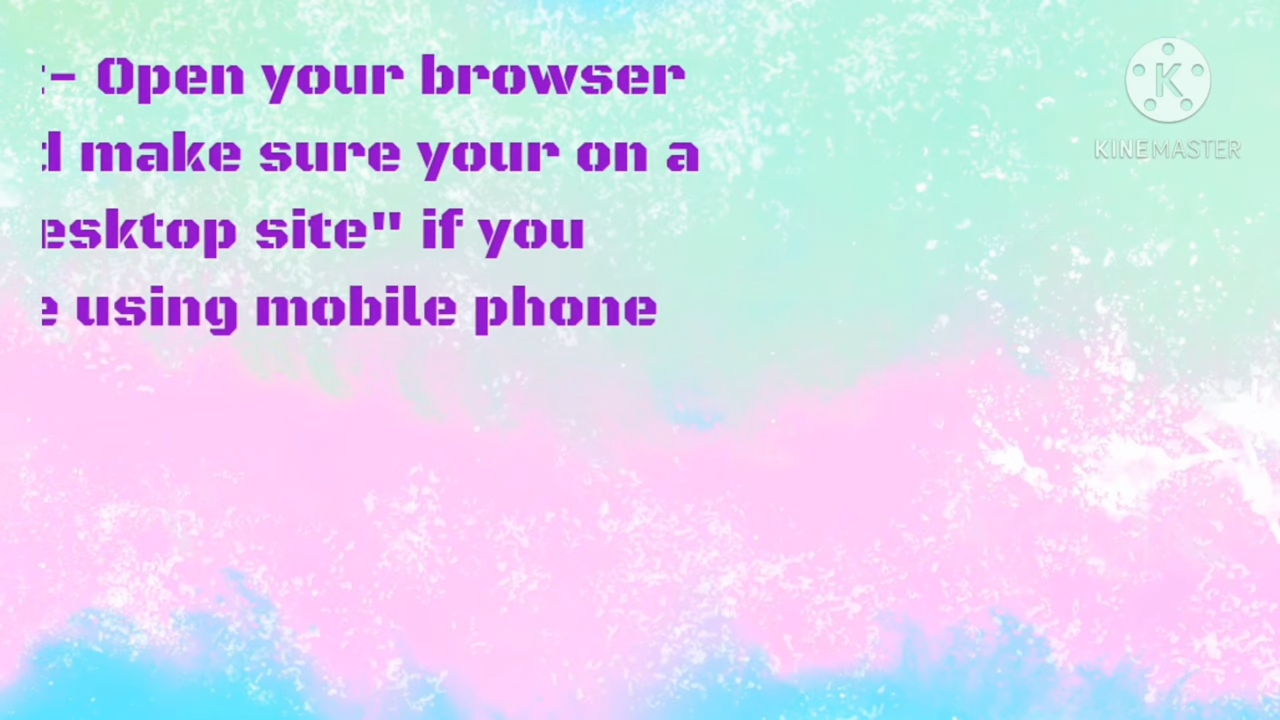 :- Open your browser
make sure your on a
esktop site" if you
e using mobile phone
KINEMASTER